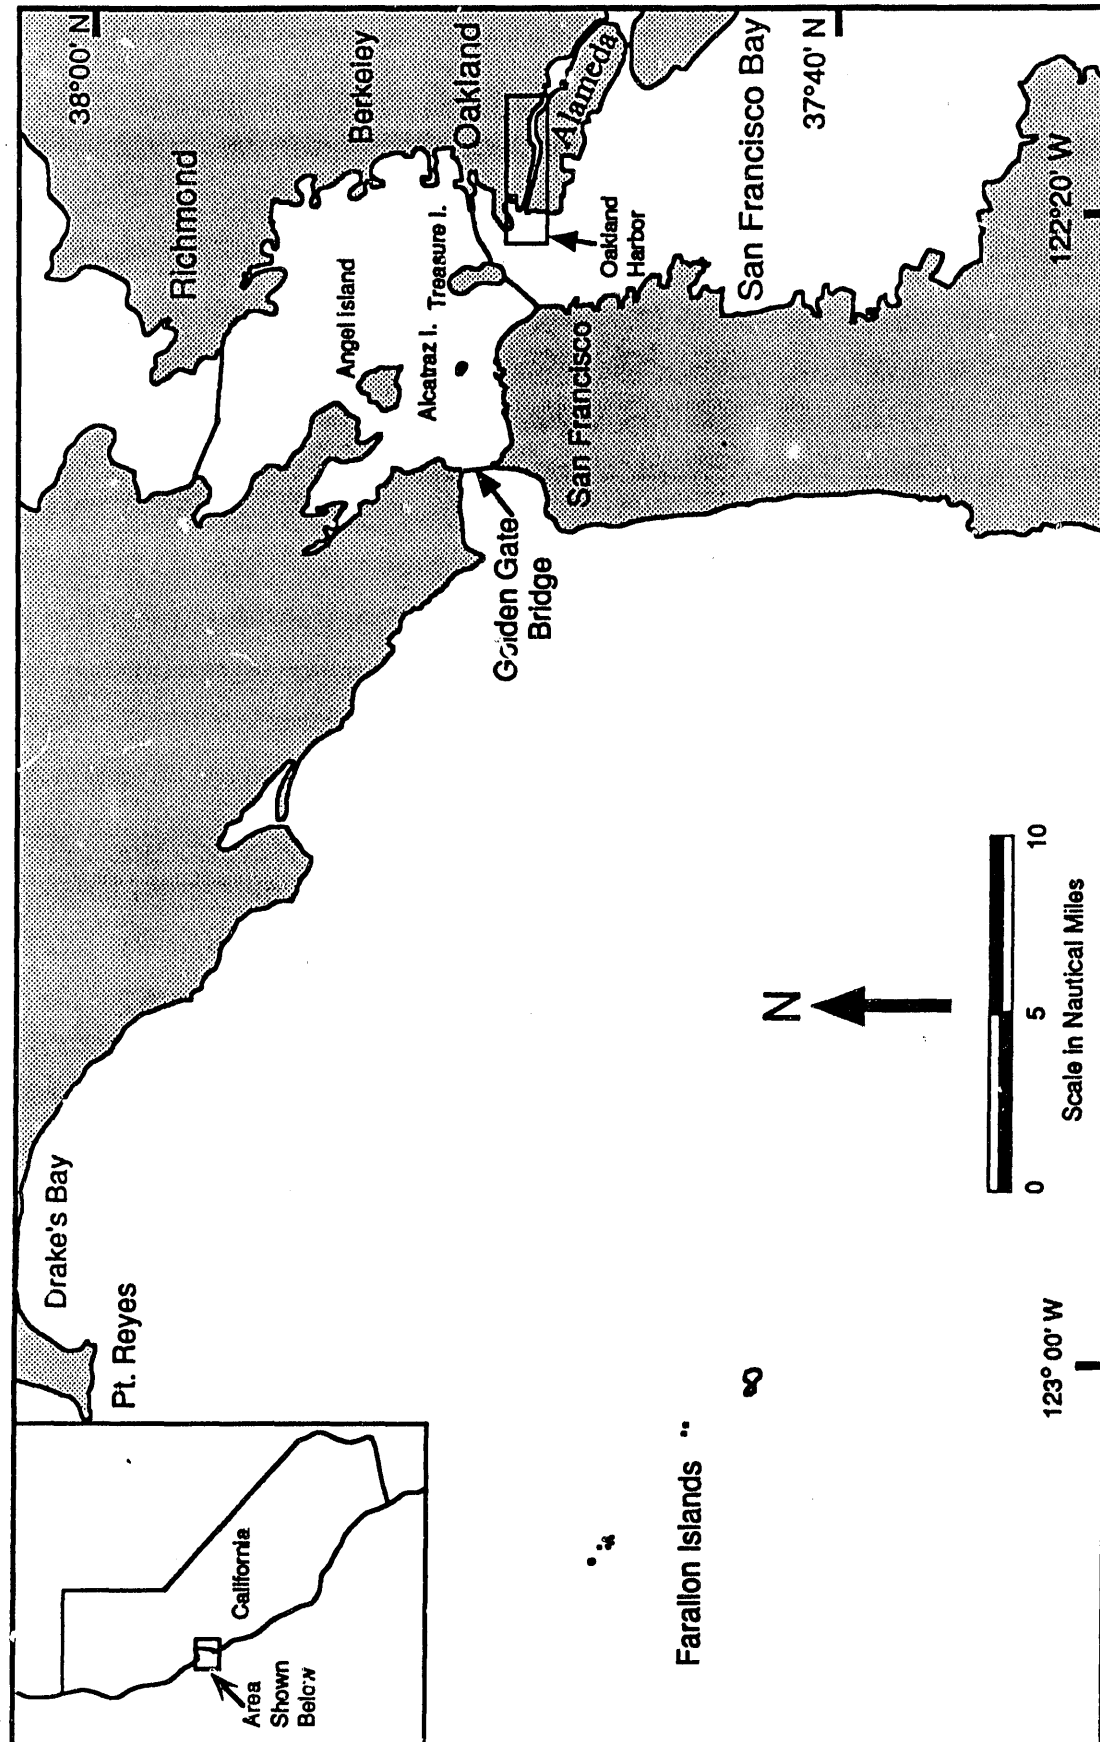 Area
Shown
Below
California
Pt. Reyes
Drake's Bay
Farallon Islands
123° 00' W
N
0
5
10
Scale in Nautical Miles
Golden Gate
Bridge
San Francisco
Alcatraz I.
Angel Island
Treasure I.
Richmond
Berkeley
Oakland
Alameda
Oakland
Harbor
San Francisco Bay
38°00' N
37°40' N
122°20' W